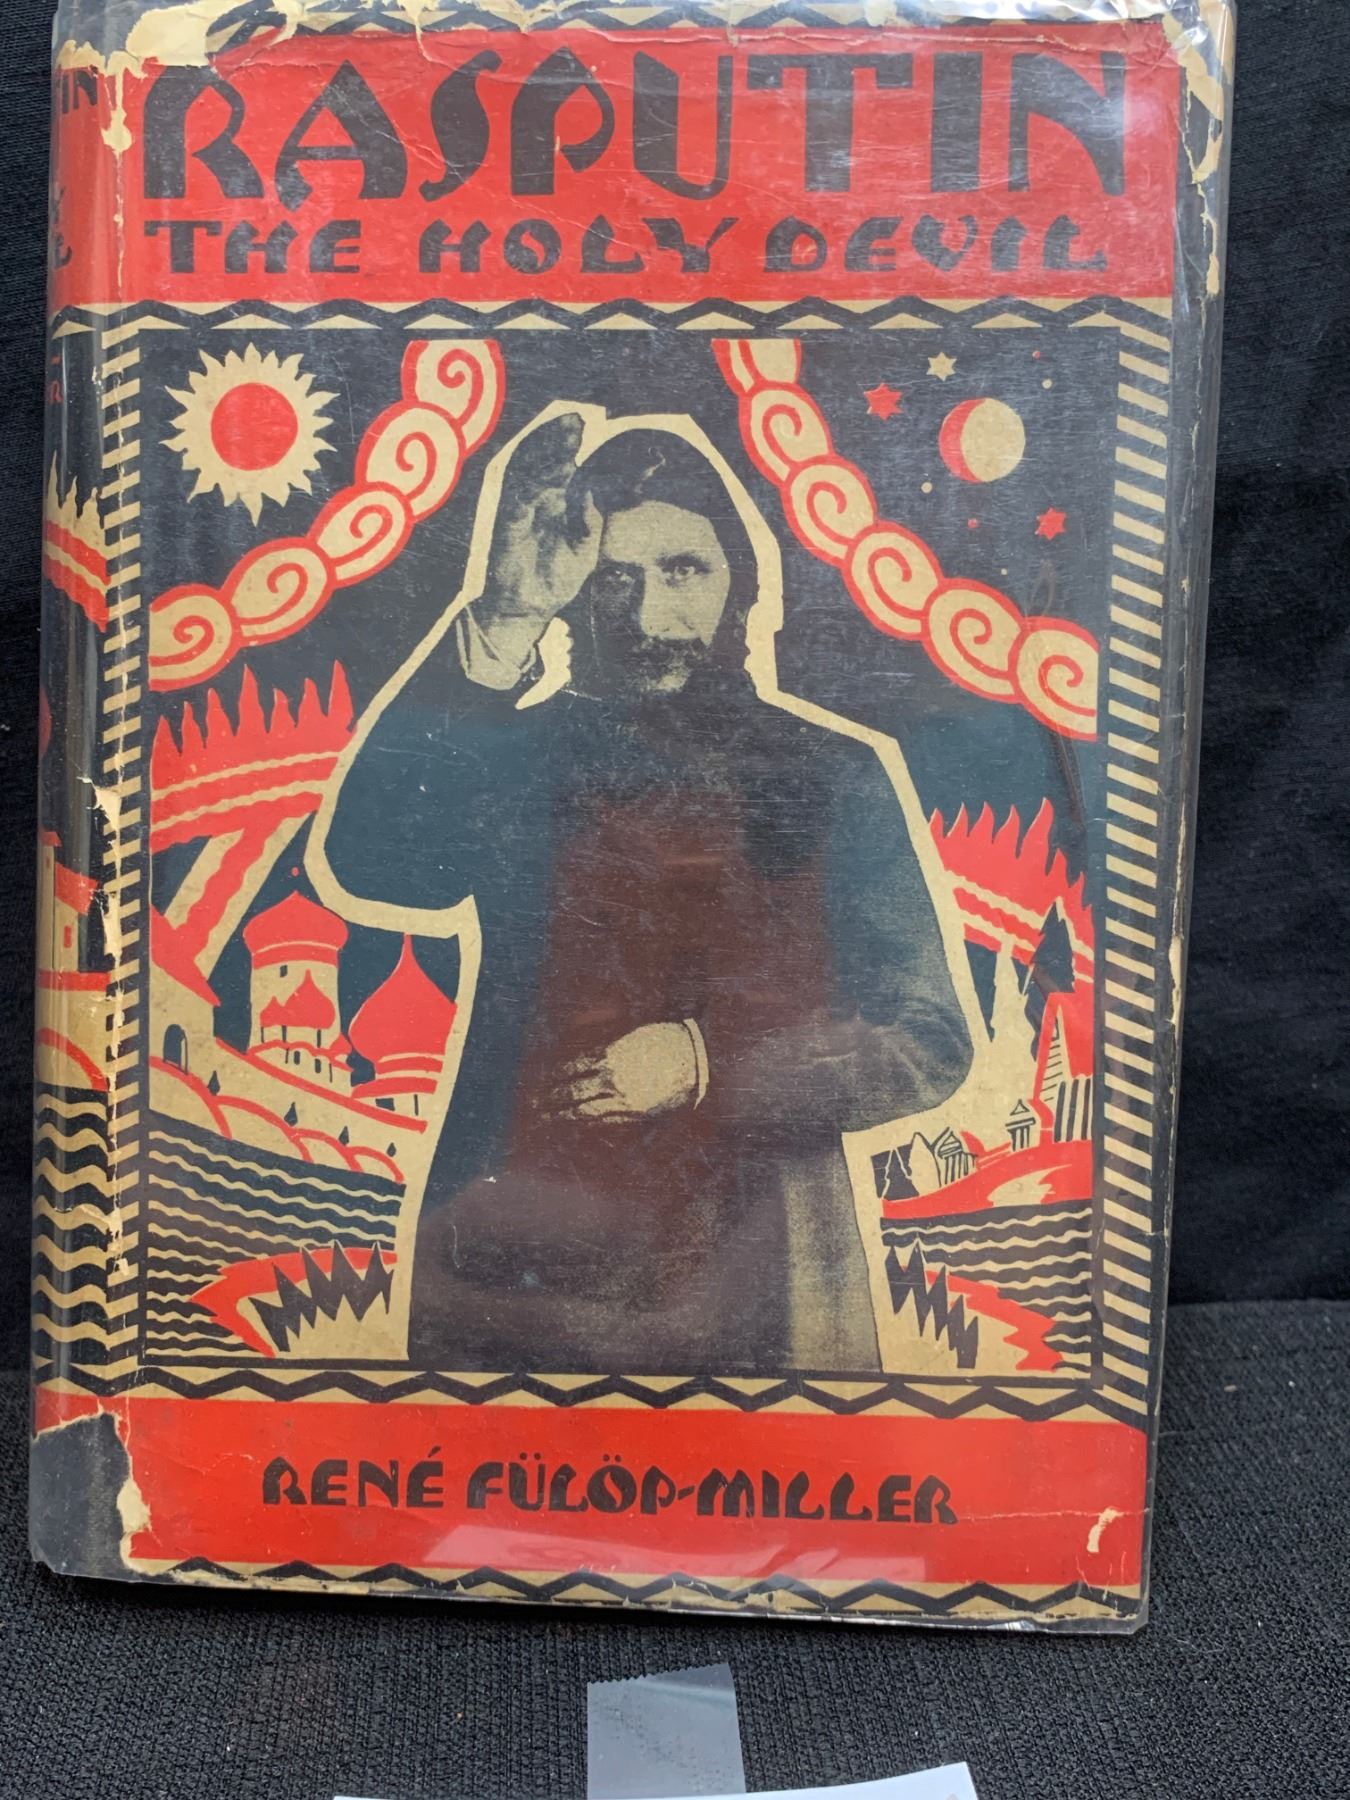 RASPUTIN
THE HOLY DEVIL
RENÉ FÜLÖP-MILLER